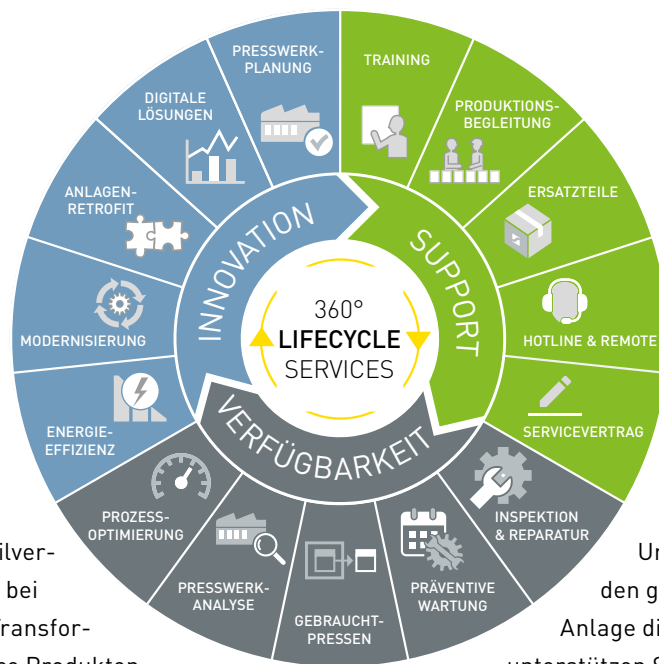 PRESSWERK-
PLANUNG
TRAINING
PRODUKTIONS-
BEGLEITUNG
ERSATZTEILE
HOTLINE & REMOTE
SERVICEVERTRAG
INSPEKTION
& REPARATUR
PRÄVENTIVE
WARTUNG
GEBRAUCHT-
PRESSEN
PRESSWERK-
ANALYSE
PROZESS-
OPTIMIERUNG
ENERGIE-
EFFIZIENZ
MODERNISIERUNG
ANLAGEN-
RETROFIT
DIGITALE
LÖSUNGEN
INNOVATION
SUPPORT
VERFÜGBARKEIT
360°
LIFECYCLE
SERVICES
bei
den g
Anlage di